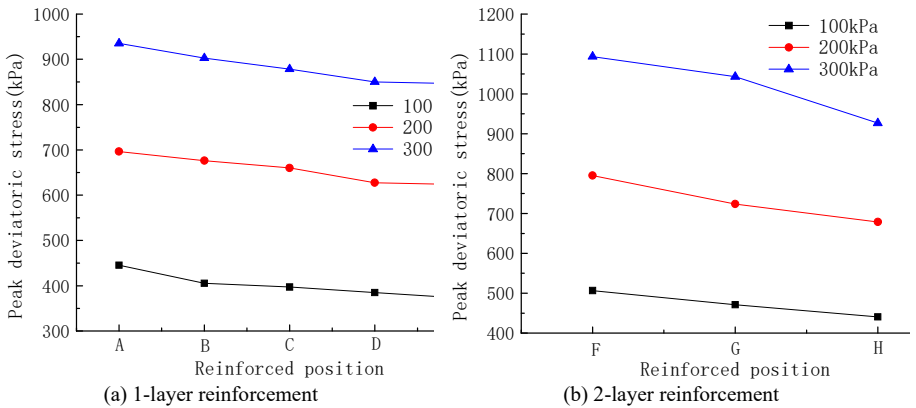 1000
900
800
700
600
500
400
300
Peak deviatoric stress(kPa)
100
200
300
A B C D
Reinforced position
(a) 1-layer reinforcement
1200
1100
1000
900
800
700
600
500
400
Peak deviatoric stress(kPa)
100kPa
200kPa
300kPa
F G H
Reinforced position
(b) 2-layer reinforcement